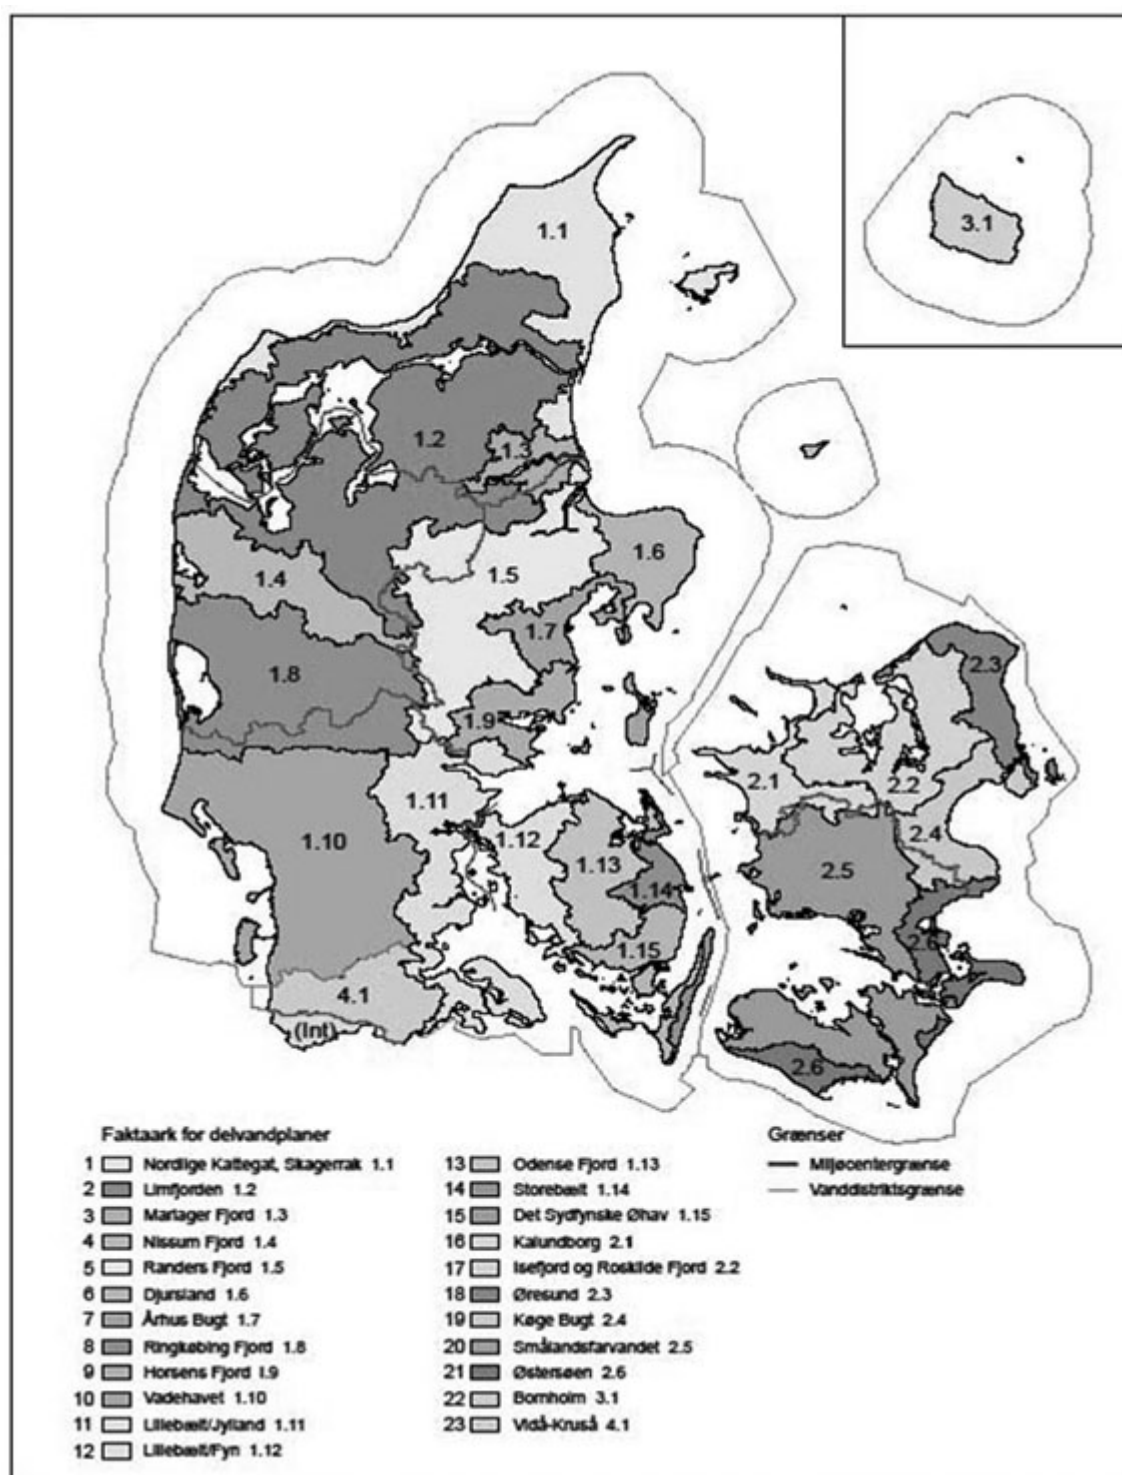 3.1
1.1
1.2
1.3
1.4
1.5
1.6
1.7
1.8
1.9
2.3
2.1
2.2
1.11
1.12
2.4
1.10
1.13
2.5
1.14
1.15
2.6
4.1
(Int)
2.6
Faktaark for delvandplaner
1 Nordlige Kattegat, Skagerrak 1.1
2 Limfjorden 1.2
3 Mariager Fjord 1.3
4 Nissum Fjord 1.4
5 Randers Fjord 1.5
6 Djursland 1.6
7 Århus Bugt 1.7
8 Ringkøbing Fjord 1.8
9 Horsens Fjord I.9
10 Vadehavet 1.10
11 Lillebælt/Jylland 1.11
12 Lillebælt/Fyn 1.12
13 Odense Fjord 1.13
14 Storebælt 1.14
15 Det Sydfynske Øhav 1.15
16 Kalundborg 2.1
17 Isefjord og Roskilde Fjord 2.2
18 Øresund 2.3
19 Køge Bugt 2.4
20 Smålandsfarvandet 2.5
21 Østersøen 2.6
22 Bornholm 3.1
23 Vidå-Kruså 4.1
Grænser
Miljøcentergrænse
Vanddistriktsgrænse